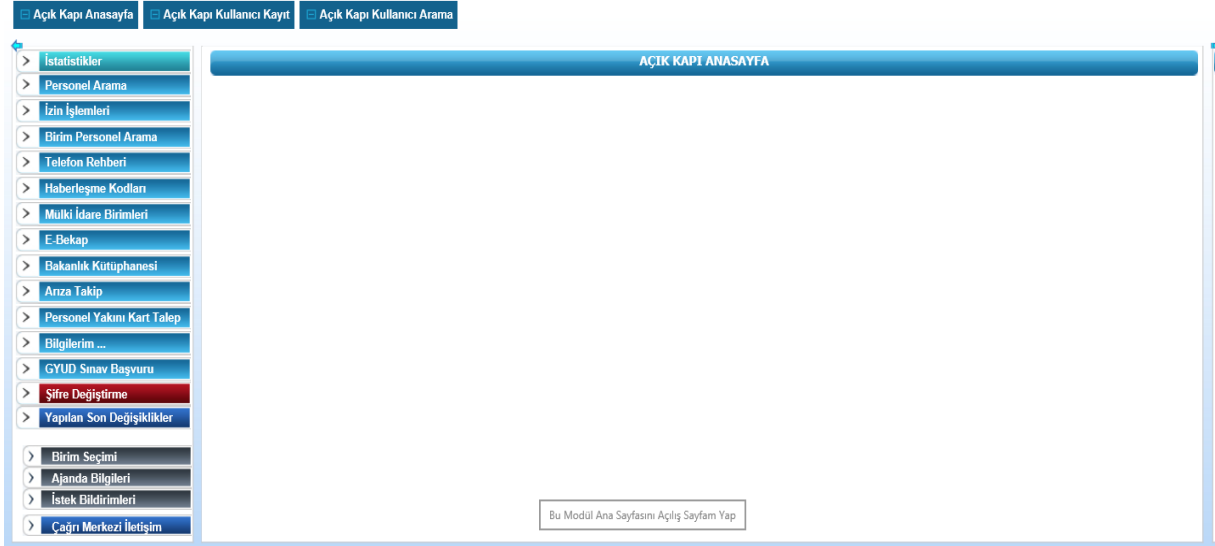 Açık Kapı Anasayfa Açık Kapı Kullanıcı Kayıt Açık Kapı Kullanıcı Arama
İstatistikler
Personel Arama
İzin İşlemleri
Birim Personel Arama
Telefon Rehberi
Haberleşme Kodları
Mülki İdare Birimleri
E-Bekap
Bakanlık Kütüphanesi
Arıza Takip
Personel Yakını Kart Talep
Bilgilerim ...
GYUD Sınav Başvuru
Şifre Değiştirme
Yapılan Son Değişiklikler
Birim Seçimi
Ajanda Bilgileri
İstek Bildirimleri
Çağrı Merkezi İletişim
AÇIK KAPI ANASAYFA
Bu Modül Ana Sayfasını Açılış Sayfam Yap